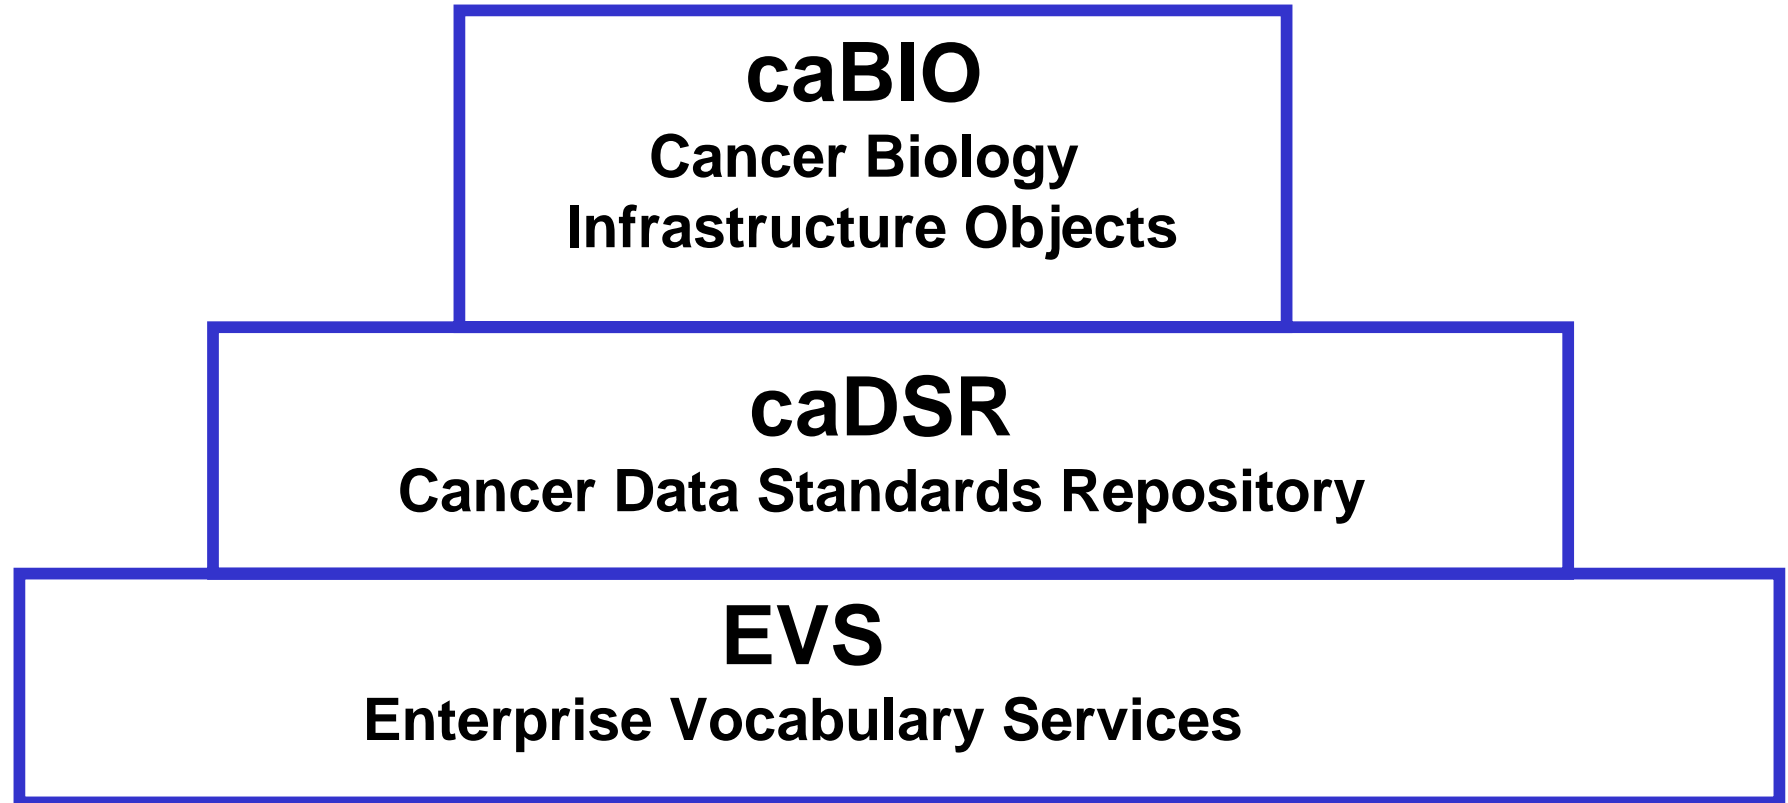 caBIO
Cancer Biology
Infrastructure Objects
caDSR
Cancer Data Standards Repository
EVS
Enterprise Vocabulary Services